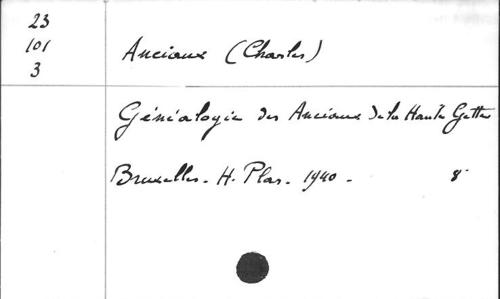 23
101
3
Anciaux (Charles)
Généalogie des Anciaux de la Haute Gette
Bruxelles - H. Plas - 1940 - 8°